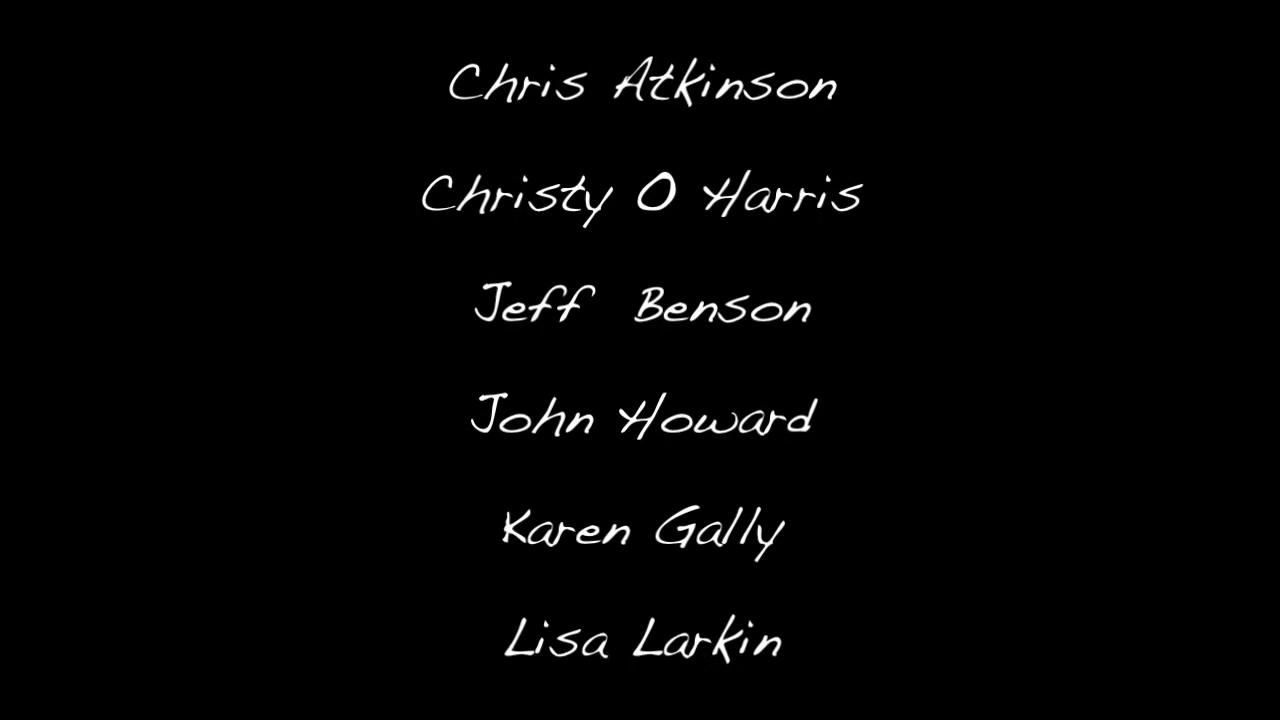 Chris Atkinson
Christy O Harris
Jeff Benson
John Howard
Karen Gally
Lisa Larkin